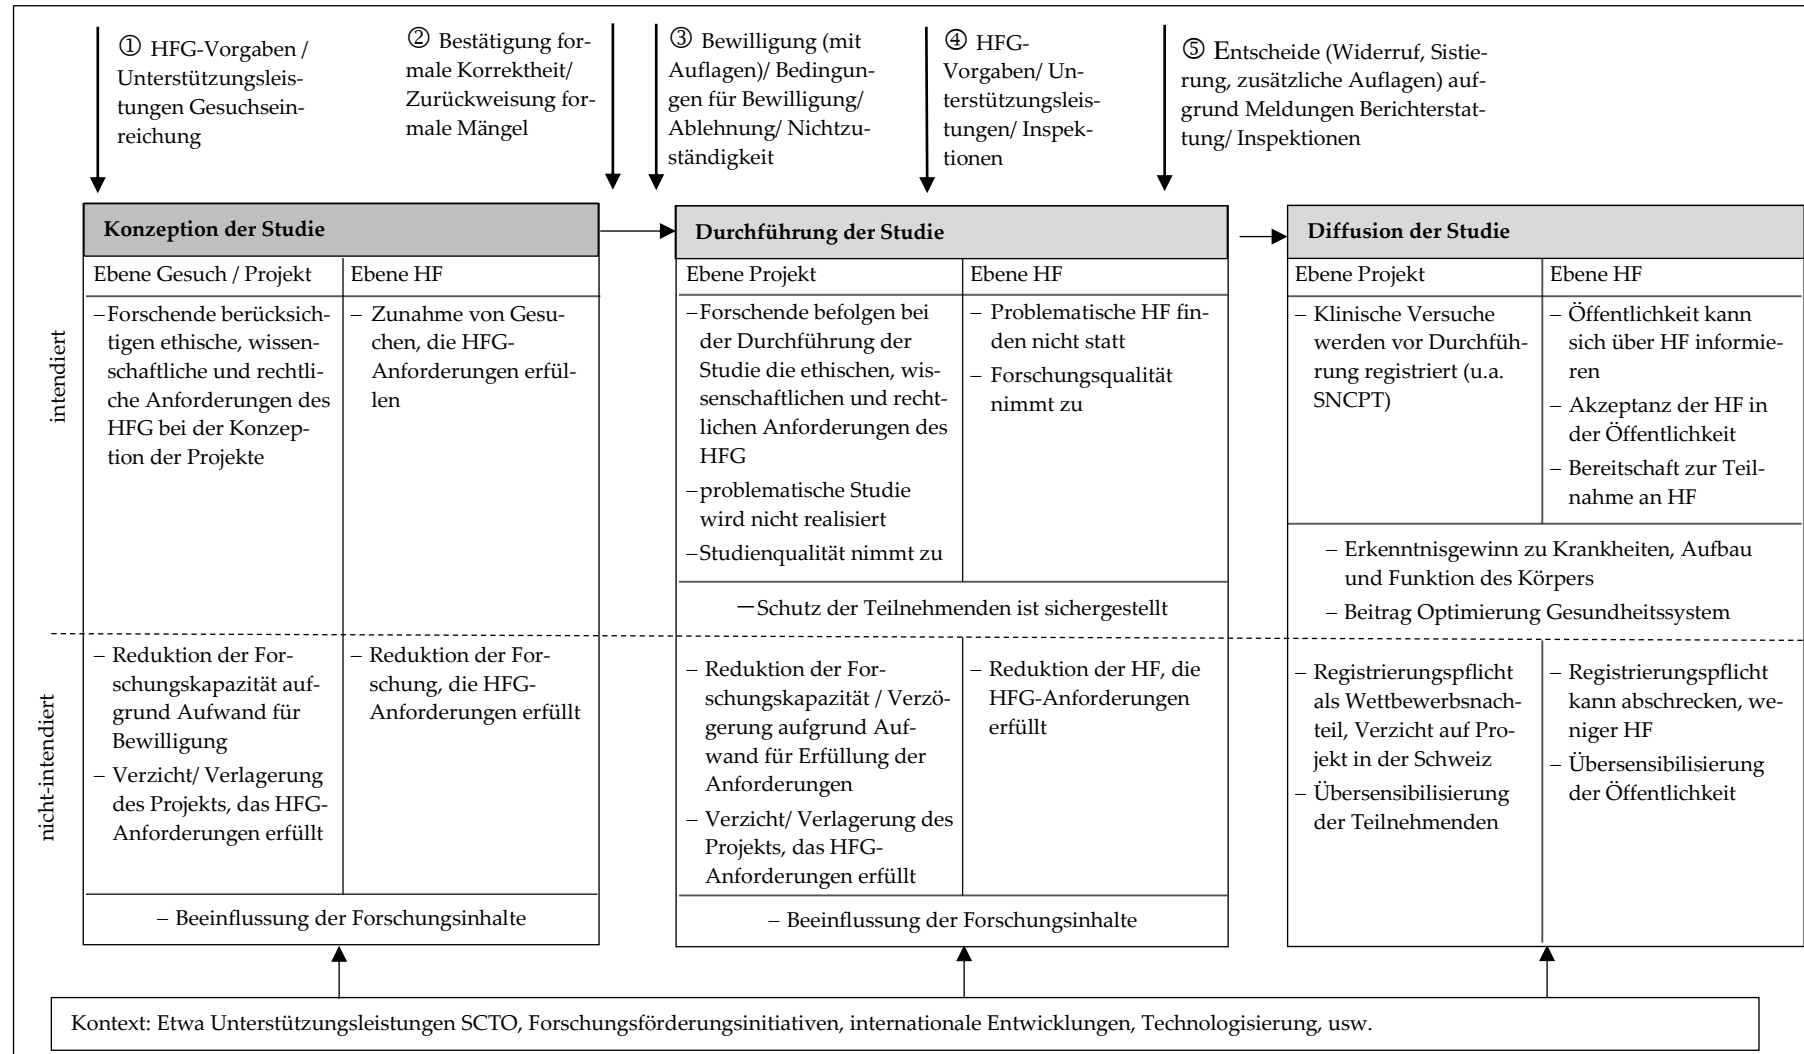 ① HFG-Vorgaben /
Unterstützungsleis-
tungen Gesuchsein-
reichung
② Bestätigung for-
male Korrektheit/
Zurückweisung for-
male Mängel
③ Bewilligung (mit
Auflagen)/ Bedingun-
gen für Bewilligung/
Ablehnung/ Nichtzu-
ständigkeit
④ HFG-
Vorgaben/ Un-
terstützungsleis-
tungen/ Inspek-
tionen
⑤ Entscheide (Widerruf, Sistie-
rung, zusätzliche Auflagen) auf-
grund Meldungen Berichterstat-
tung/ Inspektionen
intendiert
nicht-intendiert
Konzeption der Studie
Ebene Gesuch / Projekt
–Forschende berücksich-
tigen ethische, wissen-
schaftliche und rechtli-
che Anforderungen des
HFG bei der Konzep-
tion der Projekte
Ebene HF
– Zunahme von Gesu-
chen, die HFG-
Anforderungen erfül-
len
– Reduktion der For-
schungskapazität auf-
grund Aufwand für
Bewilligung
– Verzicht/ Verlagerung
des Projekts, das HFG-
Anforderungen erfüllt
– Reduktion der For-
schung, die HFG-
Anforderungen erfüllt
– Beeinflussung der Forschungsinhalte
Durchführung der Studie
Ebene Projekt
–Forschende befolgen bei
der Durchführung der
Studie die ethischen, wis-
senschaftlichen und recht-
lichen Anforderungen des
HFG
–problematische Studie
wird nicht realisiert
–Studienqualität nimmt zu
Ebene HF
– Problematische HF fin-
den nicht statt
– Forschungsqualität
nimmt zu
–Schutz der Teilnehmenden ist sichergestellt
– Reduktion der For-
schungskapazität / Verzö-
gerung aufgrund Auf-
wand für Erfüllung der
Anforderungen
– Verzicht/ Verlagerung des
Projekts, das HFG-
Anforderungen erfüllt
– Reduktion der HF, die
HFG-Anforderungen
erfüllt
– Beeinflussung der Forschungsinhalte
Diffusion der Studie
Ebene Projekt
– Klinische Versuche
werden vor Durchfüh-
rung registriert (u.a.
SNCPT)
Ebene HF
– Öffentlichkeit kann
sich über HF informie-
ren
– Akzeptanz der HF in
der Öffentlichkeit
– Bereitschaft zur Teil-
nahme an HF
– Erkenntnisgewinn zu Krankheiten, Aufbau
und Funktion des Körpers
– Beitrag Optimierung Gesundheitssystem
– Registrierungspflicht
als Wettbewerbsnach-
teil, Verzicht auf Pro-
jekt in der Schweiz
– Übersensibilisierung
der Teilnehmenden
– Registrierungspflicht
kann abschrecken, we-
niger HF
– Übersensibilisierung
der Öffentlichkeit
Kontext: Etwa Unterstützungsleistungen SCTO, Forschungsförderungsinitiativen, internationale Entwicklungen, Technologisierung, usw.